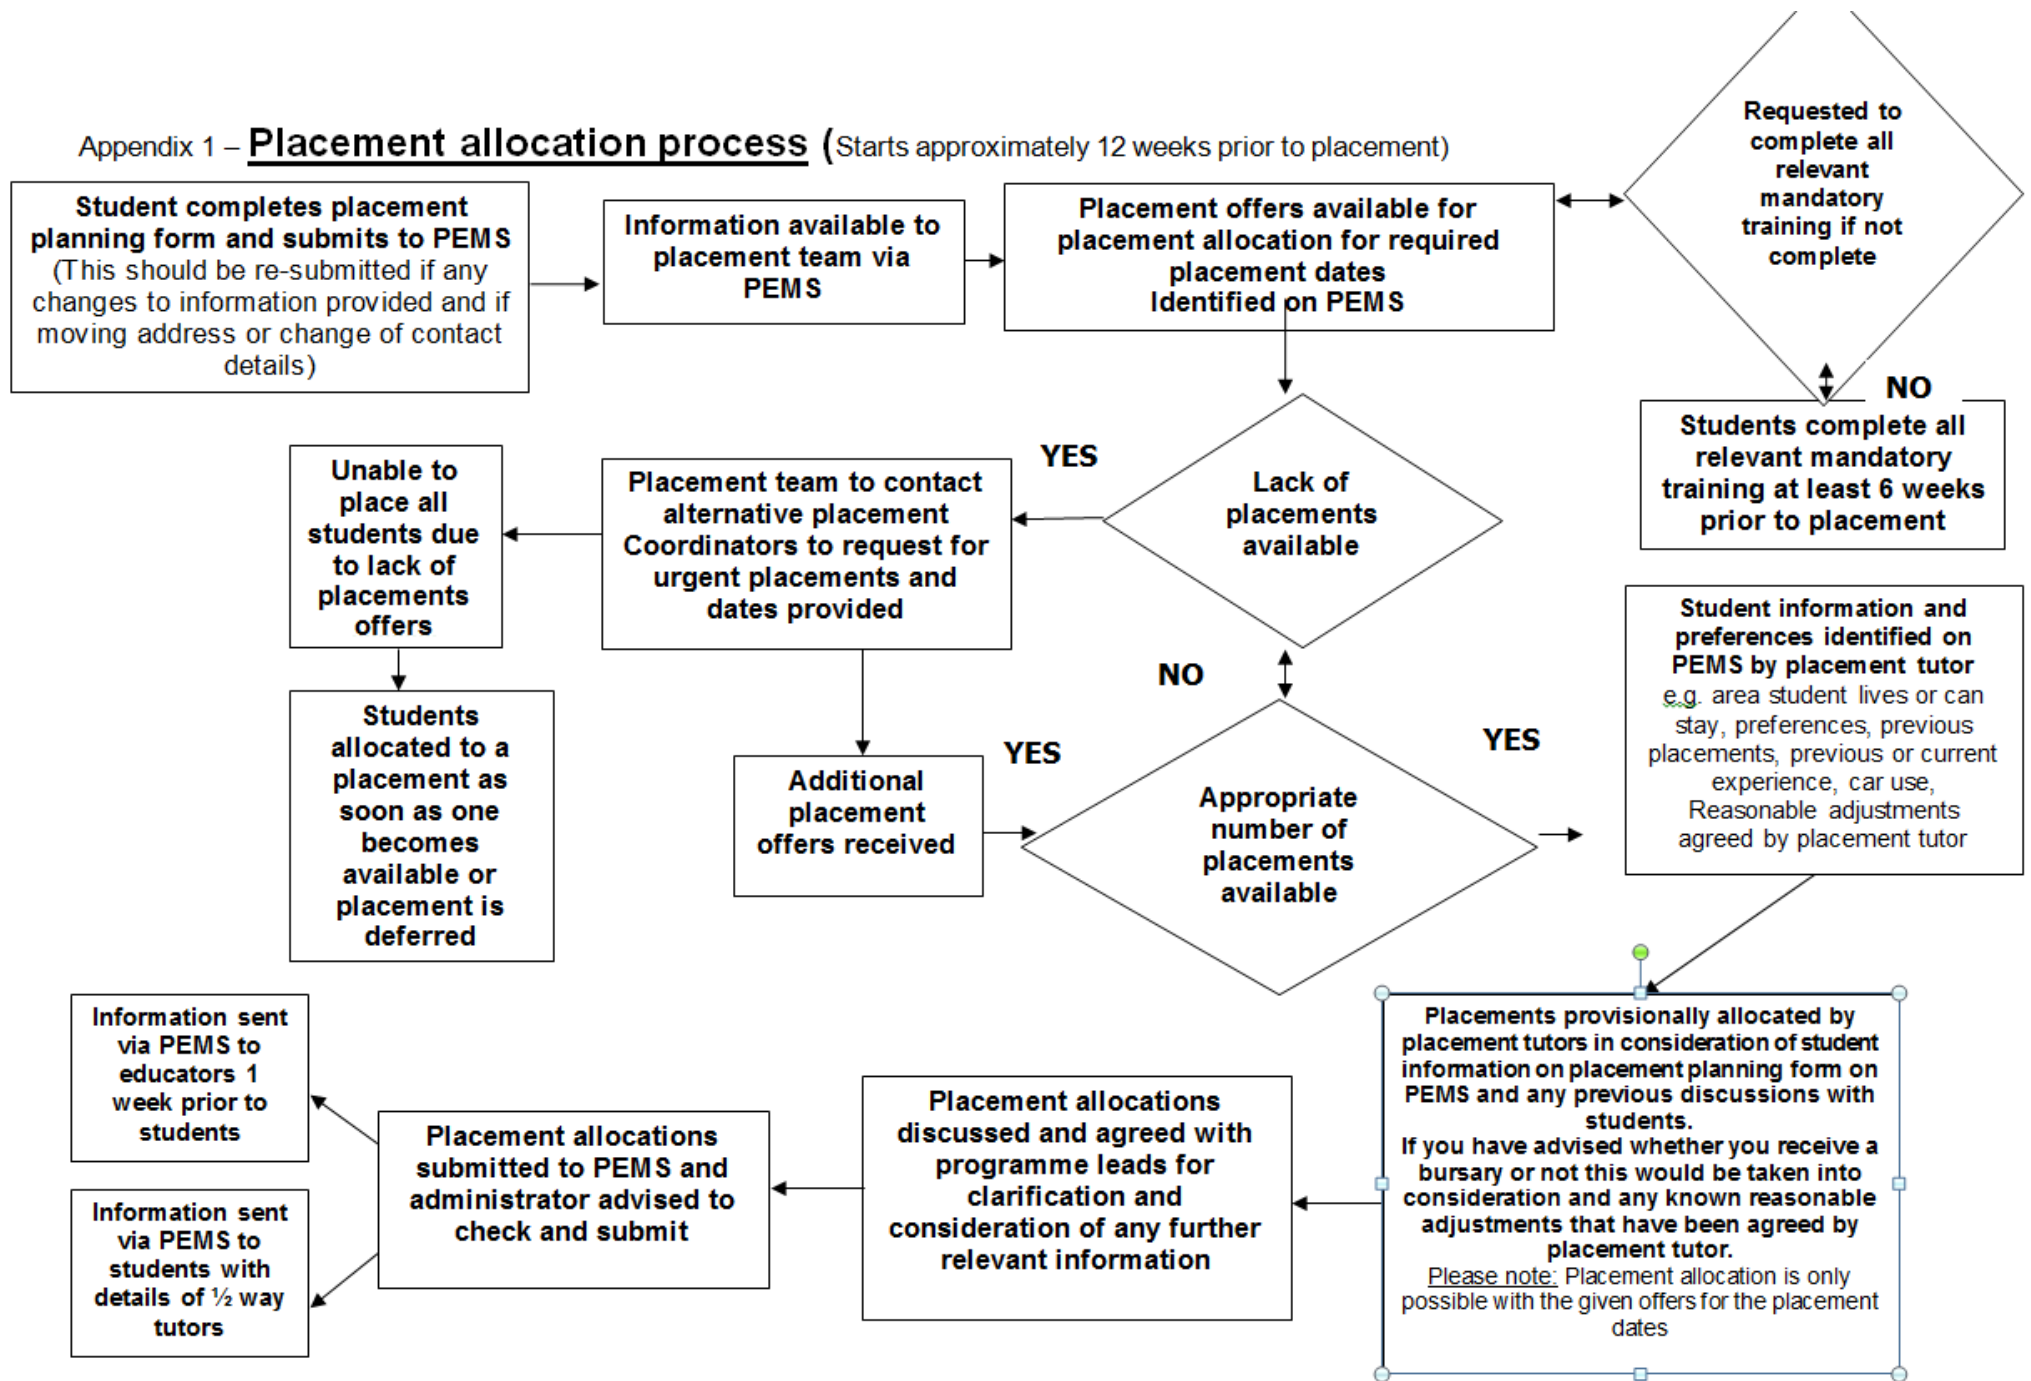 Appendix 1 – Placement allocation process (Starts approximately 12 weeks prior to placement)
Student completes placement
planning form and submits to PEMS
(This should be re-submitted if any
changes to information provided and if
moving address or change of contact
details)
Information available to
placement team via
PEMS
Placement offers available for
placement allocation for required
placement dates
Identified on PEMS
Requested to
complete all
relevant
mandatory
training if not
complete
NO
Students complete all
relevant mandatory
training at least 6 weeks
prior to placement
Lack of
placements
available
YES
Placement team to contact
alternative placement
Coordinators to request for
urgent placements and
dates provided
Unable to
place all
students due
to lack of
placements
offers
Students
allocated to a
placement as
soon as one
becomes
available or
placement is
deferred
Additional
placement
offers received
YES
NO
Appropriate
number of
placements
available
YES
Student information and
preferences identified on
PEMS by placement tutor
e.g. area student lives or can
stay, preferences, previous
placements, previous or current
experience, car use,
Reasonable adjustments
agreed by placement tutor
Placements provisionally allocated by
placement tutors in consideration of student
information on placement planning form on
PEMS and any previous discussions with
students.
If you have advised whether you receive a
bursary or not this would be taken into
consideration and any known reasonable
adjustments that have been agreed by
placement tutor.
Please note: Placement allocation is only
possible with the given offers for the placement
dates
Placement allocations
discussed and agreed with
programme leads for
clarification and
consideration of any further
relevant information
Placement allocations
submitted to PEMS and
administrator advised to
check and submit
Information sent
via PEMS to
educators 1
week prior to
students
Information sent
via PEMS to
students with
details of ½ way
tutors